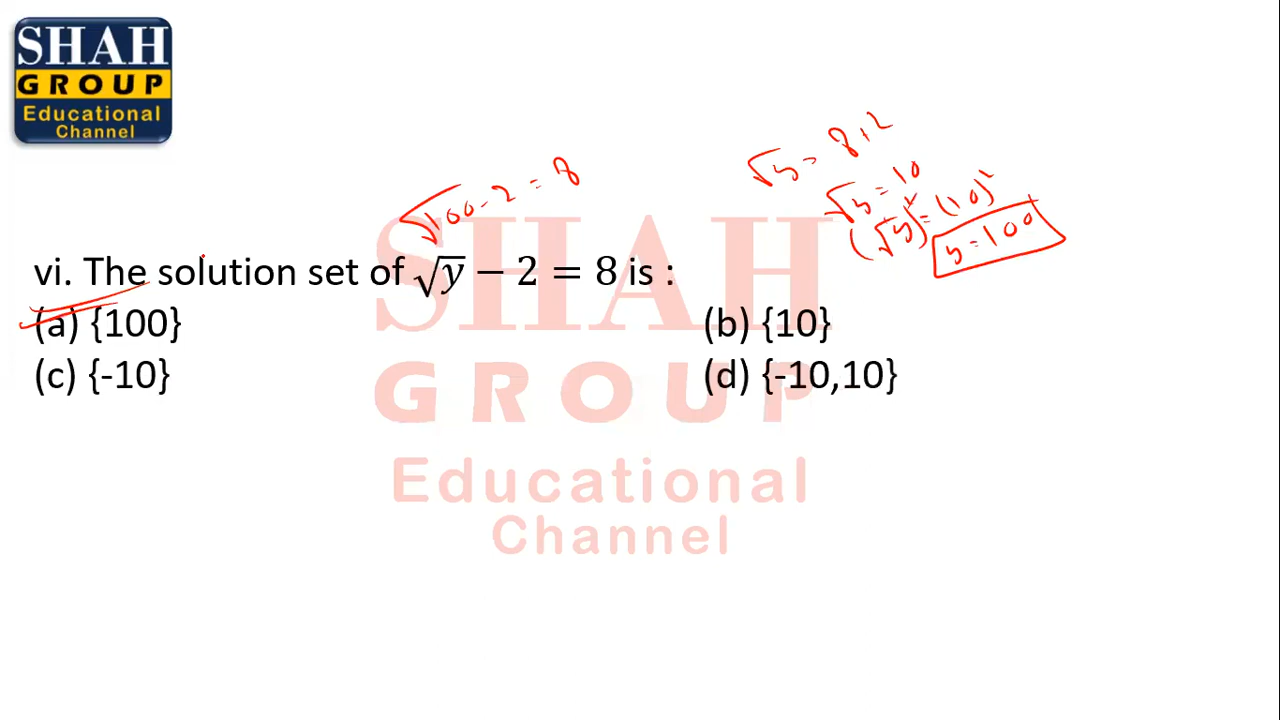 SHAH
GROUP
Educational
Channel
√y = 8+2
√y = 10
(√y)² = (10)²
y = 100
√100 - 2 = 8
vi. The solution set of √y − 2 = 8 is :
(a) {100}
(b) {10}
(c) {-10}
(d) {-10,10}
SHAH
GROUP
Educational
Channel